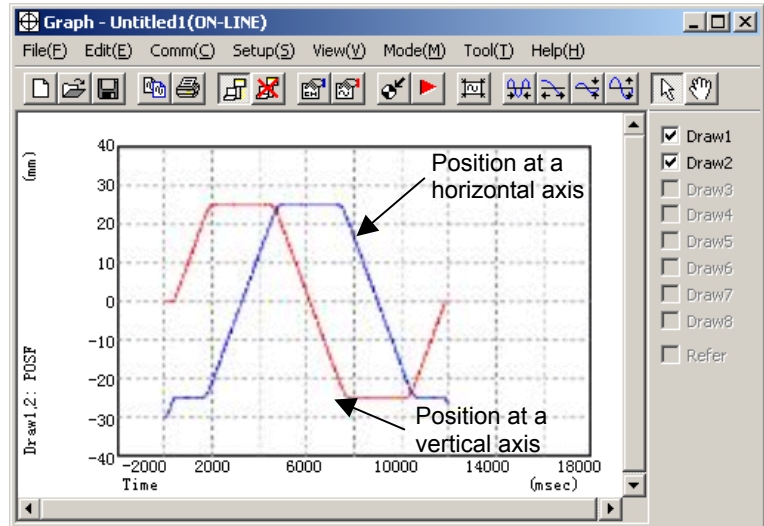 Graph - Untitled1(ON-LINE)
File(F) Edit(E) Comm(C) Setup(S) View(V) Mode(M) Tool(T) Help(H)
(mm)
40
30
20
10
0
-10
-20
-30
-40
Draw1,2: POSF
Position at a
horizontal axis
Position at a
vertical axis
-2000 2000 6000 10000 14000 18000
Time (msec)
Draw1
Draw2
Draw3
Draw4
Draw5
Draw6
Draw7
Draw8
Refer